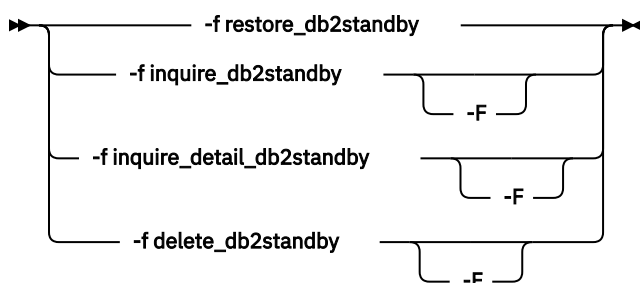 -f restore_db2standby
-f inquire_db2standby
-F
-f inquire_detail_db2standby
-F
-f delete_db2standby